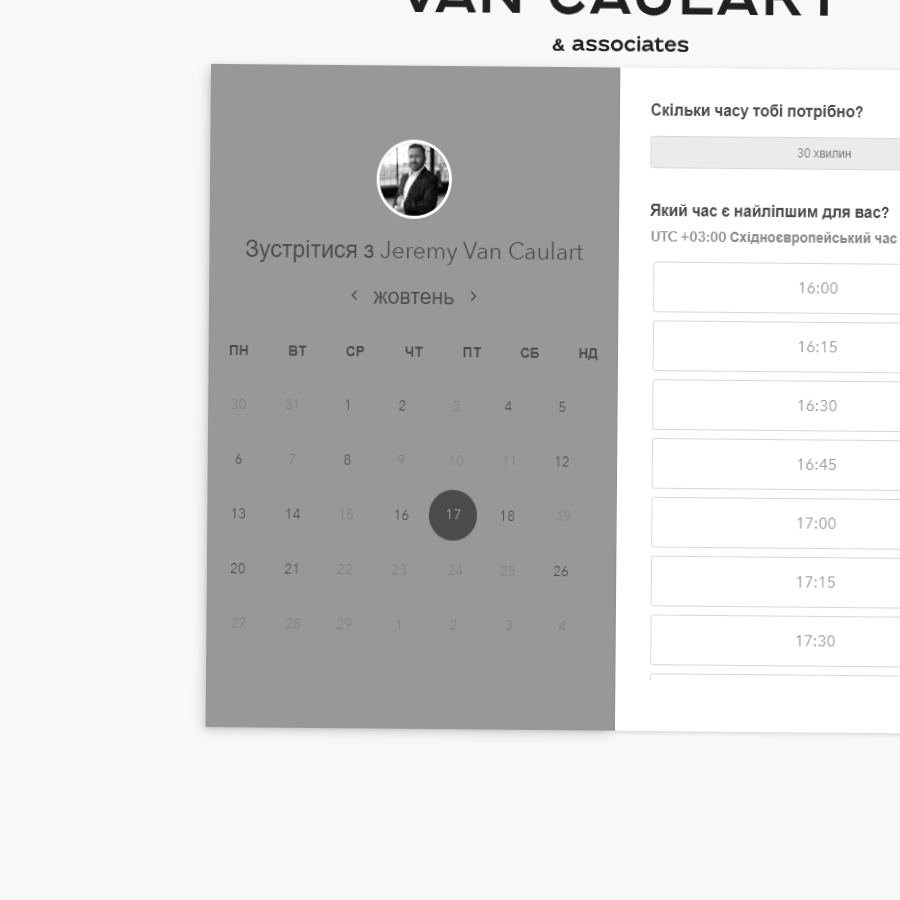 VAN CAULART
& associates
Зустрітися з Jeremy Van Caulart
‹ жовтень ›
ПН ВТ СР ЧТ ПТ СБ НД
30 31 1 2 3 4 5
6 7 8 9 10 11 12
13 14 15 16 17 18 19
20 21 22 23 24 25 26
27 28 29 1 2 3 4
Скільки часу тобі потрібно?
30 хвилин
Який час є найліпшим для вас?
UTC +03:00 Східноєвропейський час
16:00
16:15
16:30
16:45
17:00
17:15
17:30